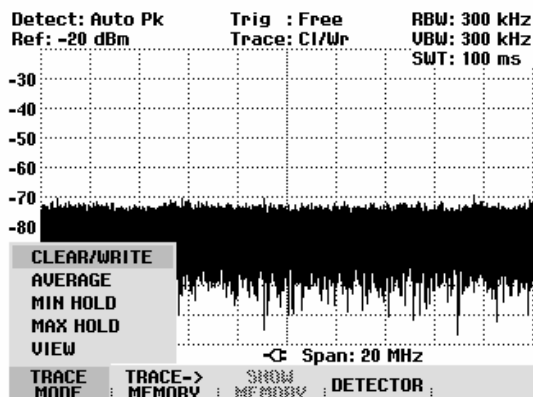 Detect: Auto Pk Trig : Free RBW: 300 kHz
Ref: -20 dBm Trace: Cl/Wr VBW: 300 kHz
SWT: 100 ms
-30
-40
-50
-60
-70
-80
CLEAR/WRITE
AVERAGE
MIN HOLD
MAX HOLD
VIEW
Span: 20 MHz
TRACE MODE
TRACE-> MEMORY
SHOW MEMORY
DETECTOR